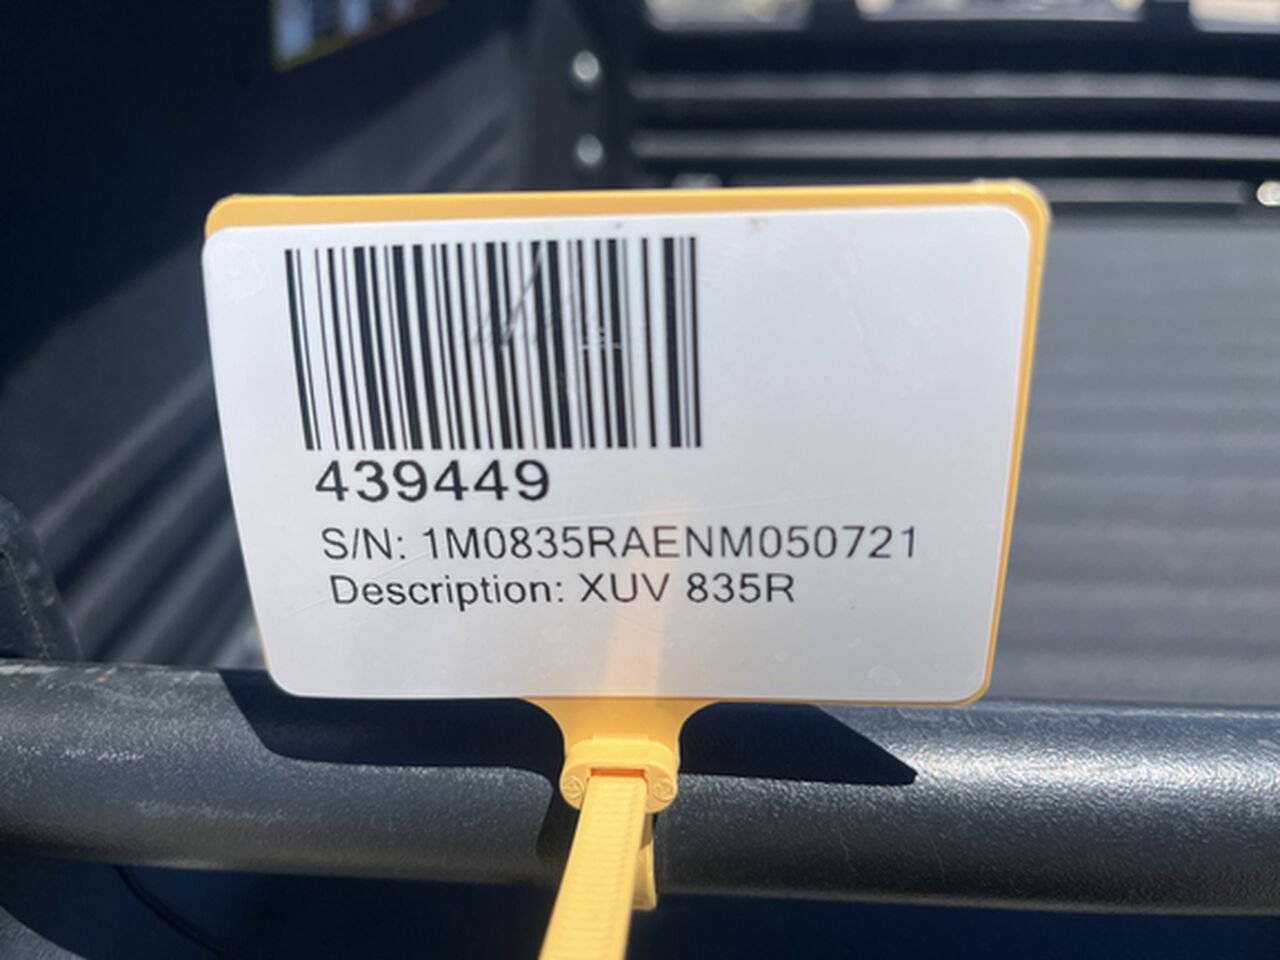 439449
S/N: 1M0835RAENM050721
Description: XUV 835R